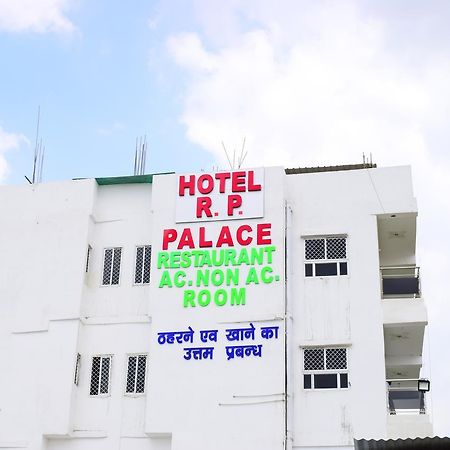 HOTEL
R. P.
PALACE
RESTAURANT
AC. NON AC.
ROOM
ठहरने एव खाने का
उत्तम प्रबन्ध